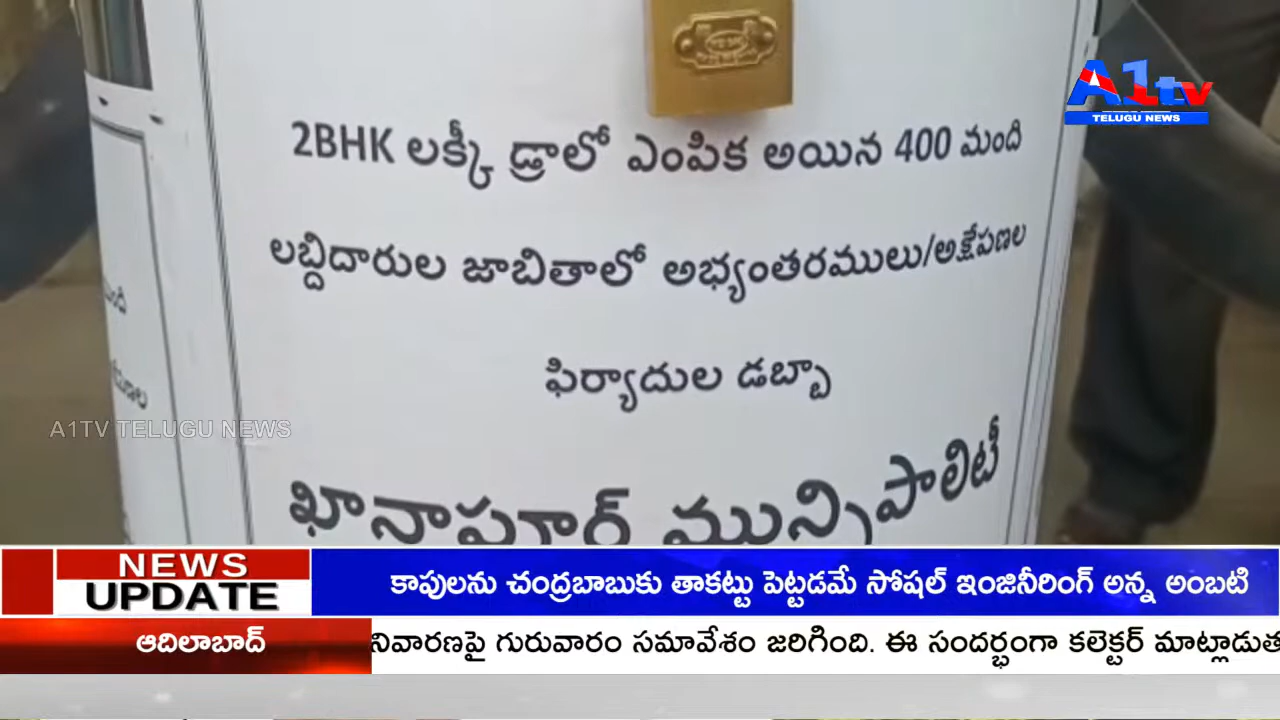 A1tv
TELUGU NEWS
2BHK లక్కీ డ్రాలో ఎంపిక అయిన 400 మంది
లబ్దిదారుల జాబితాలో అభ్యంతరములు/అక్షేపణల
ఫిర్యాదుల డబ్బా
A1TV TELUGU NEWS
ఖానాపూర్ మున్సిపాలిటీ
NEWS
UPDATE
కాపులను చంద్రబాబుకు తాకట్టు పెట్టడమే సోషల్ ఇంజినీరింగ్ అన్న అంబటి
ఆదిలాబాద్
నివారణపై గురువారం సమావేశం జరిగింది. ఈ సందర్భంగా కలెక్టర్ మాట్లాడుత